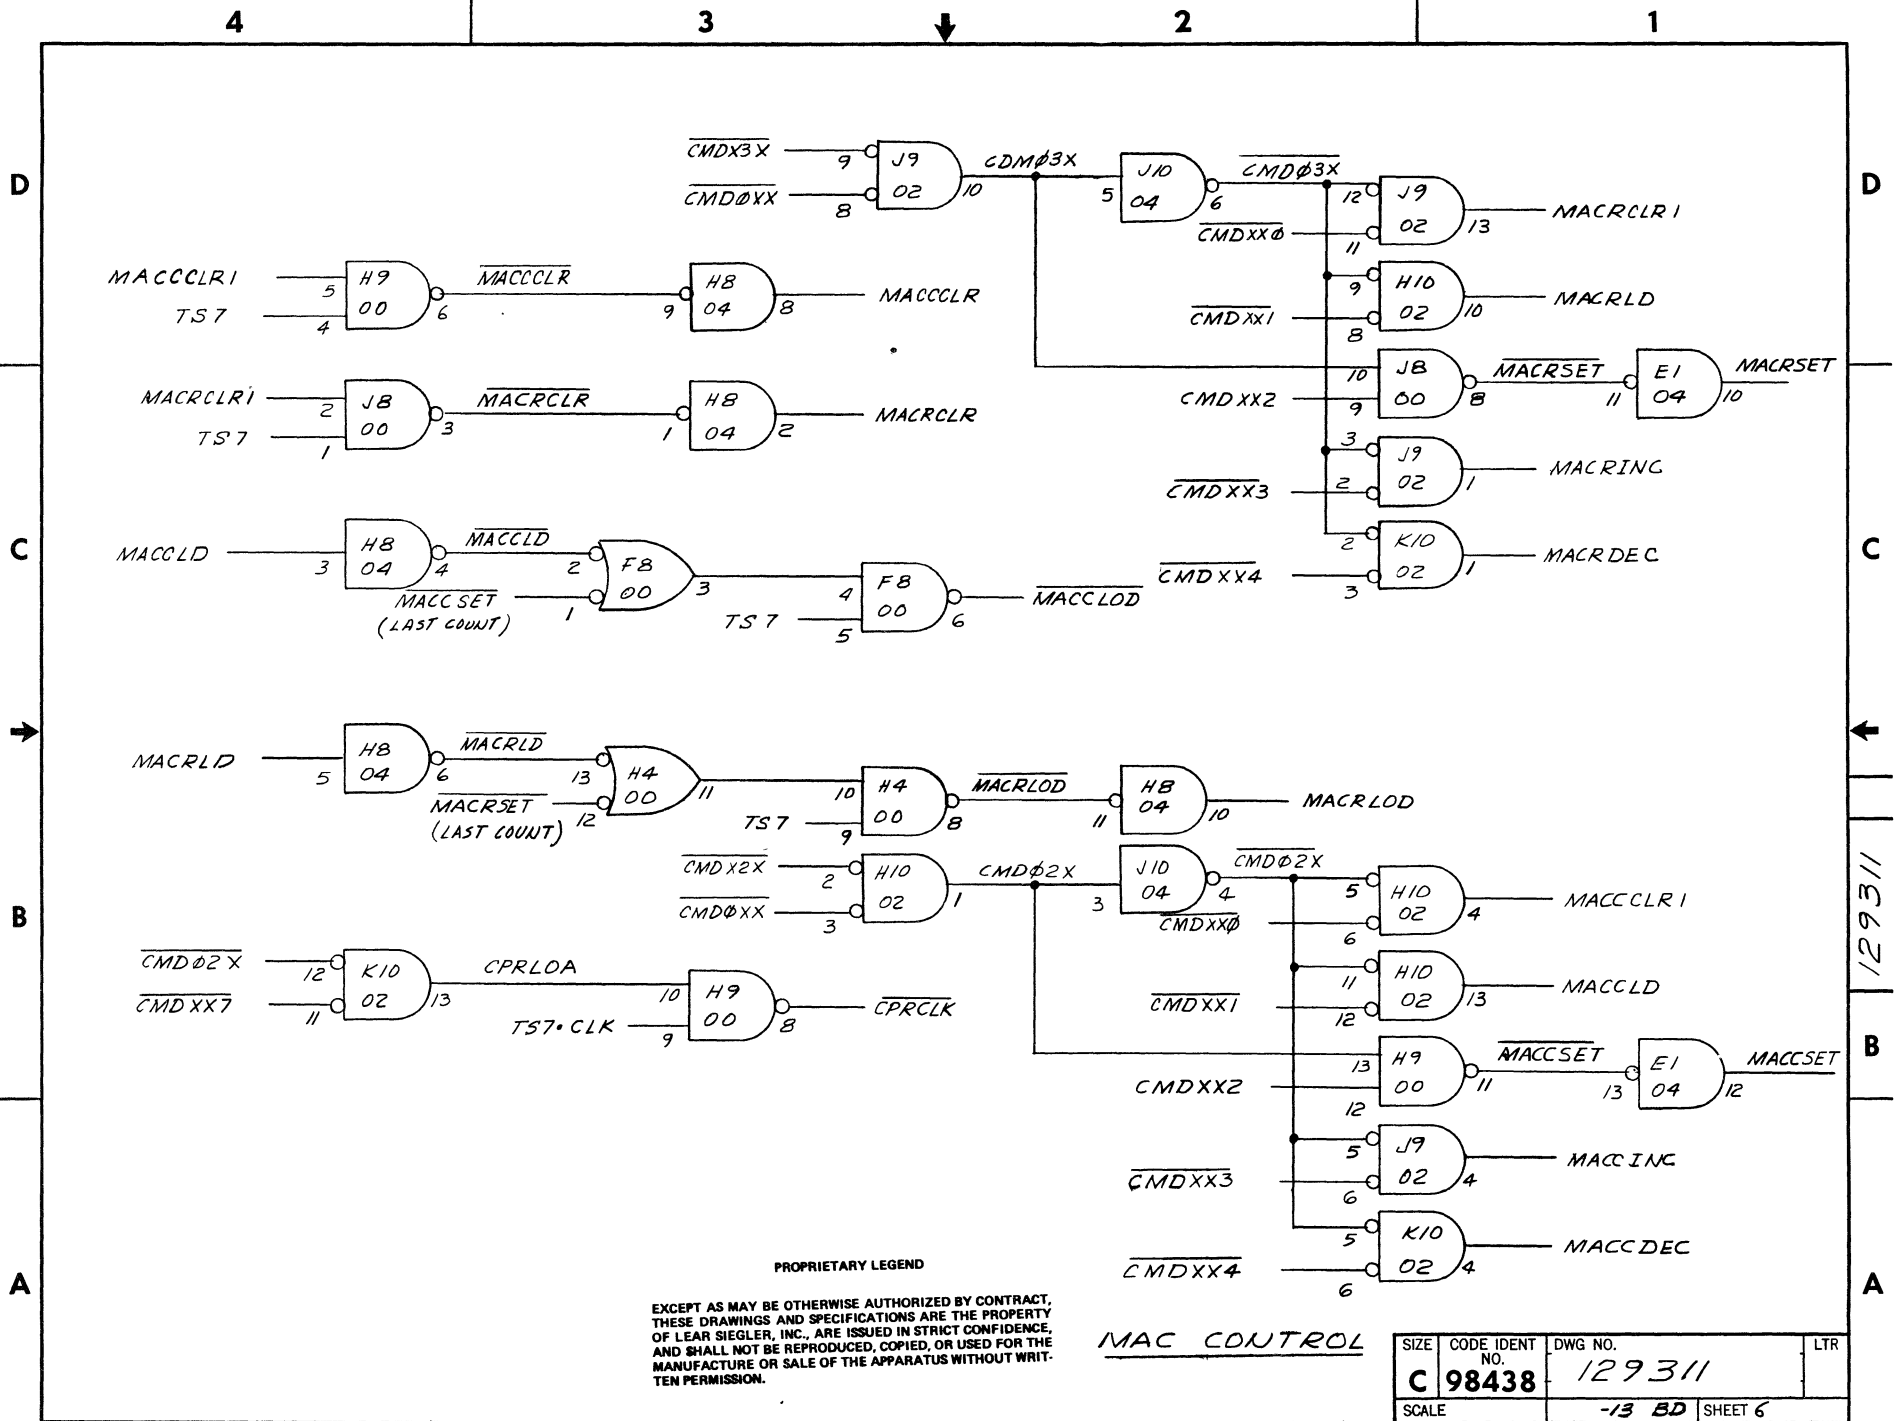 4 3 2 1
D
D
CMDX3X 9 J9 CDMØ3X J10 CMDØ3X 12 J9 MACRCLR1
CMDØXX 8 02 10 5 04 6 CMDXXØ 11 02 13
MACCCLR1 5 H9 MACCCLR H8 MACCCLR 9 H10 MACRLD
TS7 4 00 6 9 04 8 CMDXX1 8 02 10
10 J8 MACRSET E1 MACRSET
MACRCLR1 2 J8 MACRCLR H8 MACRCLR CMDXX2 9 00 8 11 04 10
TS7 1 00 3 1 04 2
3 J9 MACRINC
CMDXX3 2 02 1
C
C
MACCLD 3 H8 04 4 MACCLD 2 F8 00 3 4 F8 00 6 MACCLOD
MACCSET 1
(LAST COUNT) TS7 5
2 K10 MACRDEC
CMDXX4 3 02 1
MACRLD 5 H8 04 6 MACRLD 13 H4 00 11 10 H4 00 8 MACRLOD 11 H8 04 10 MACRLOD
MACRSET 12
(LAST COUNT) TS7 9
B
B
CMDX2X 2 H10 CMDØ2X J10 CMDØ2X 5 H10 MACCCLR1
CMDØXX 3 02 1 3 04 4 CMDXXØ 6 02 4
CMDØ2X 12 K10 CPRLOA 10 H9 CPRCLK 11 H10 MACCLD
CMDXX7 11 02 13 TS7•CLK 9 00 8 CMDXX1 12 02 13
129311
B
13 H9 MACCSET E1 MACCSET
CMDXX2 12 00 11 13 04 12
5 J9 MACCINC
CMDXX3 6 02 4
5 K10 MACCDEC
CMDXX4 6 02 4
A
A
PROPRIETARY LEGEND
EXCEPT AS MAY BE OTHERWISE AUTHORIZED BY CONTRACT,
THESE DRAWINGS AND SPECIFICATIONS ARE THE PROPERTY
OF LEAR SIEGLER, INC., ARE ISSUED IN STRICT CONFIDENCE,
AND SHALL NOT BE REPRODUCED, COPIED, OR USED FOR THE
MANUFACTURE OR SALE OF THE APPARATUS WITHOUT WRIT-
TEN PERMISSION.
MAC CONTROL
SIZE CODE IDENT NO. DWG NO. LTR
C 98438 129311
SCALE -13 BD SHEET 6